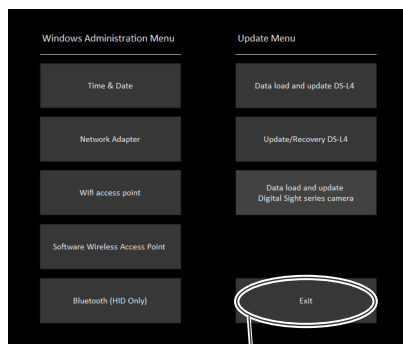 Windows Administration Menu
Time & Date
Network Adapter
Wifi access point
Software Wireless Access Point
Bluetooth (HID Only)
Update Menu
Data load and update DS-L4
Update/Recovery DS-L4
Data load and update
Digital Sight series camera
Exit